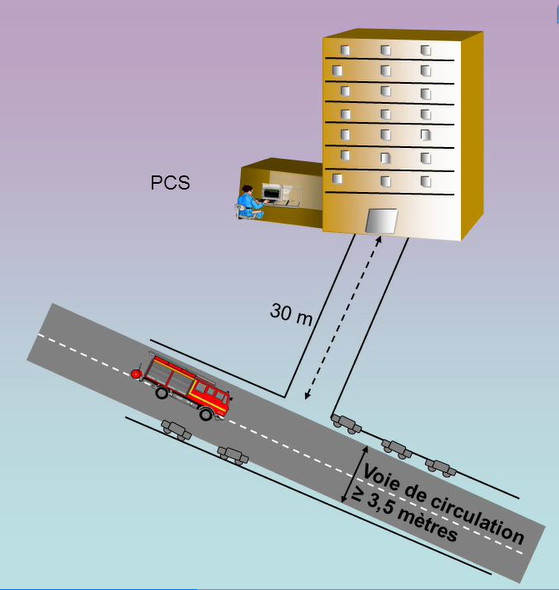 PCS
30 m
Voie de circulation
≥ 3,5 mètres